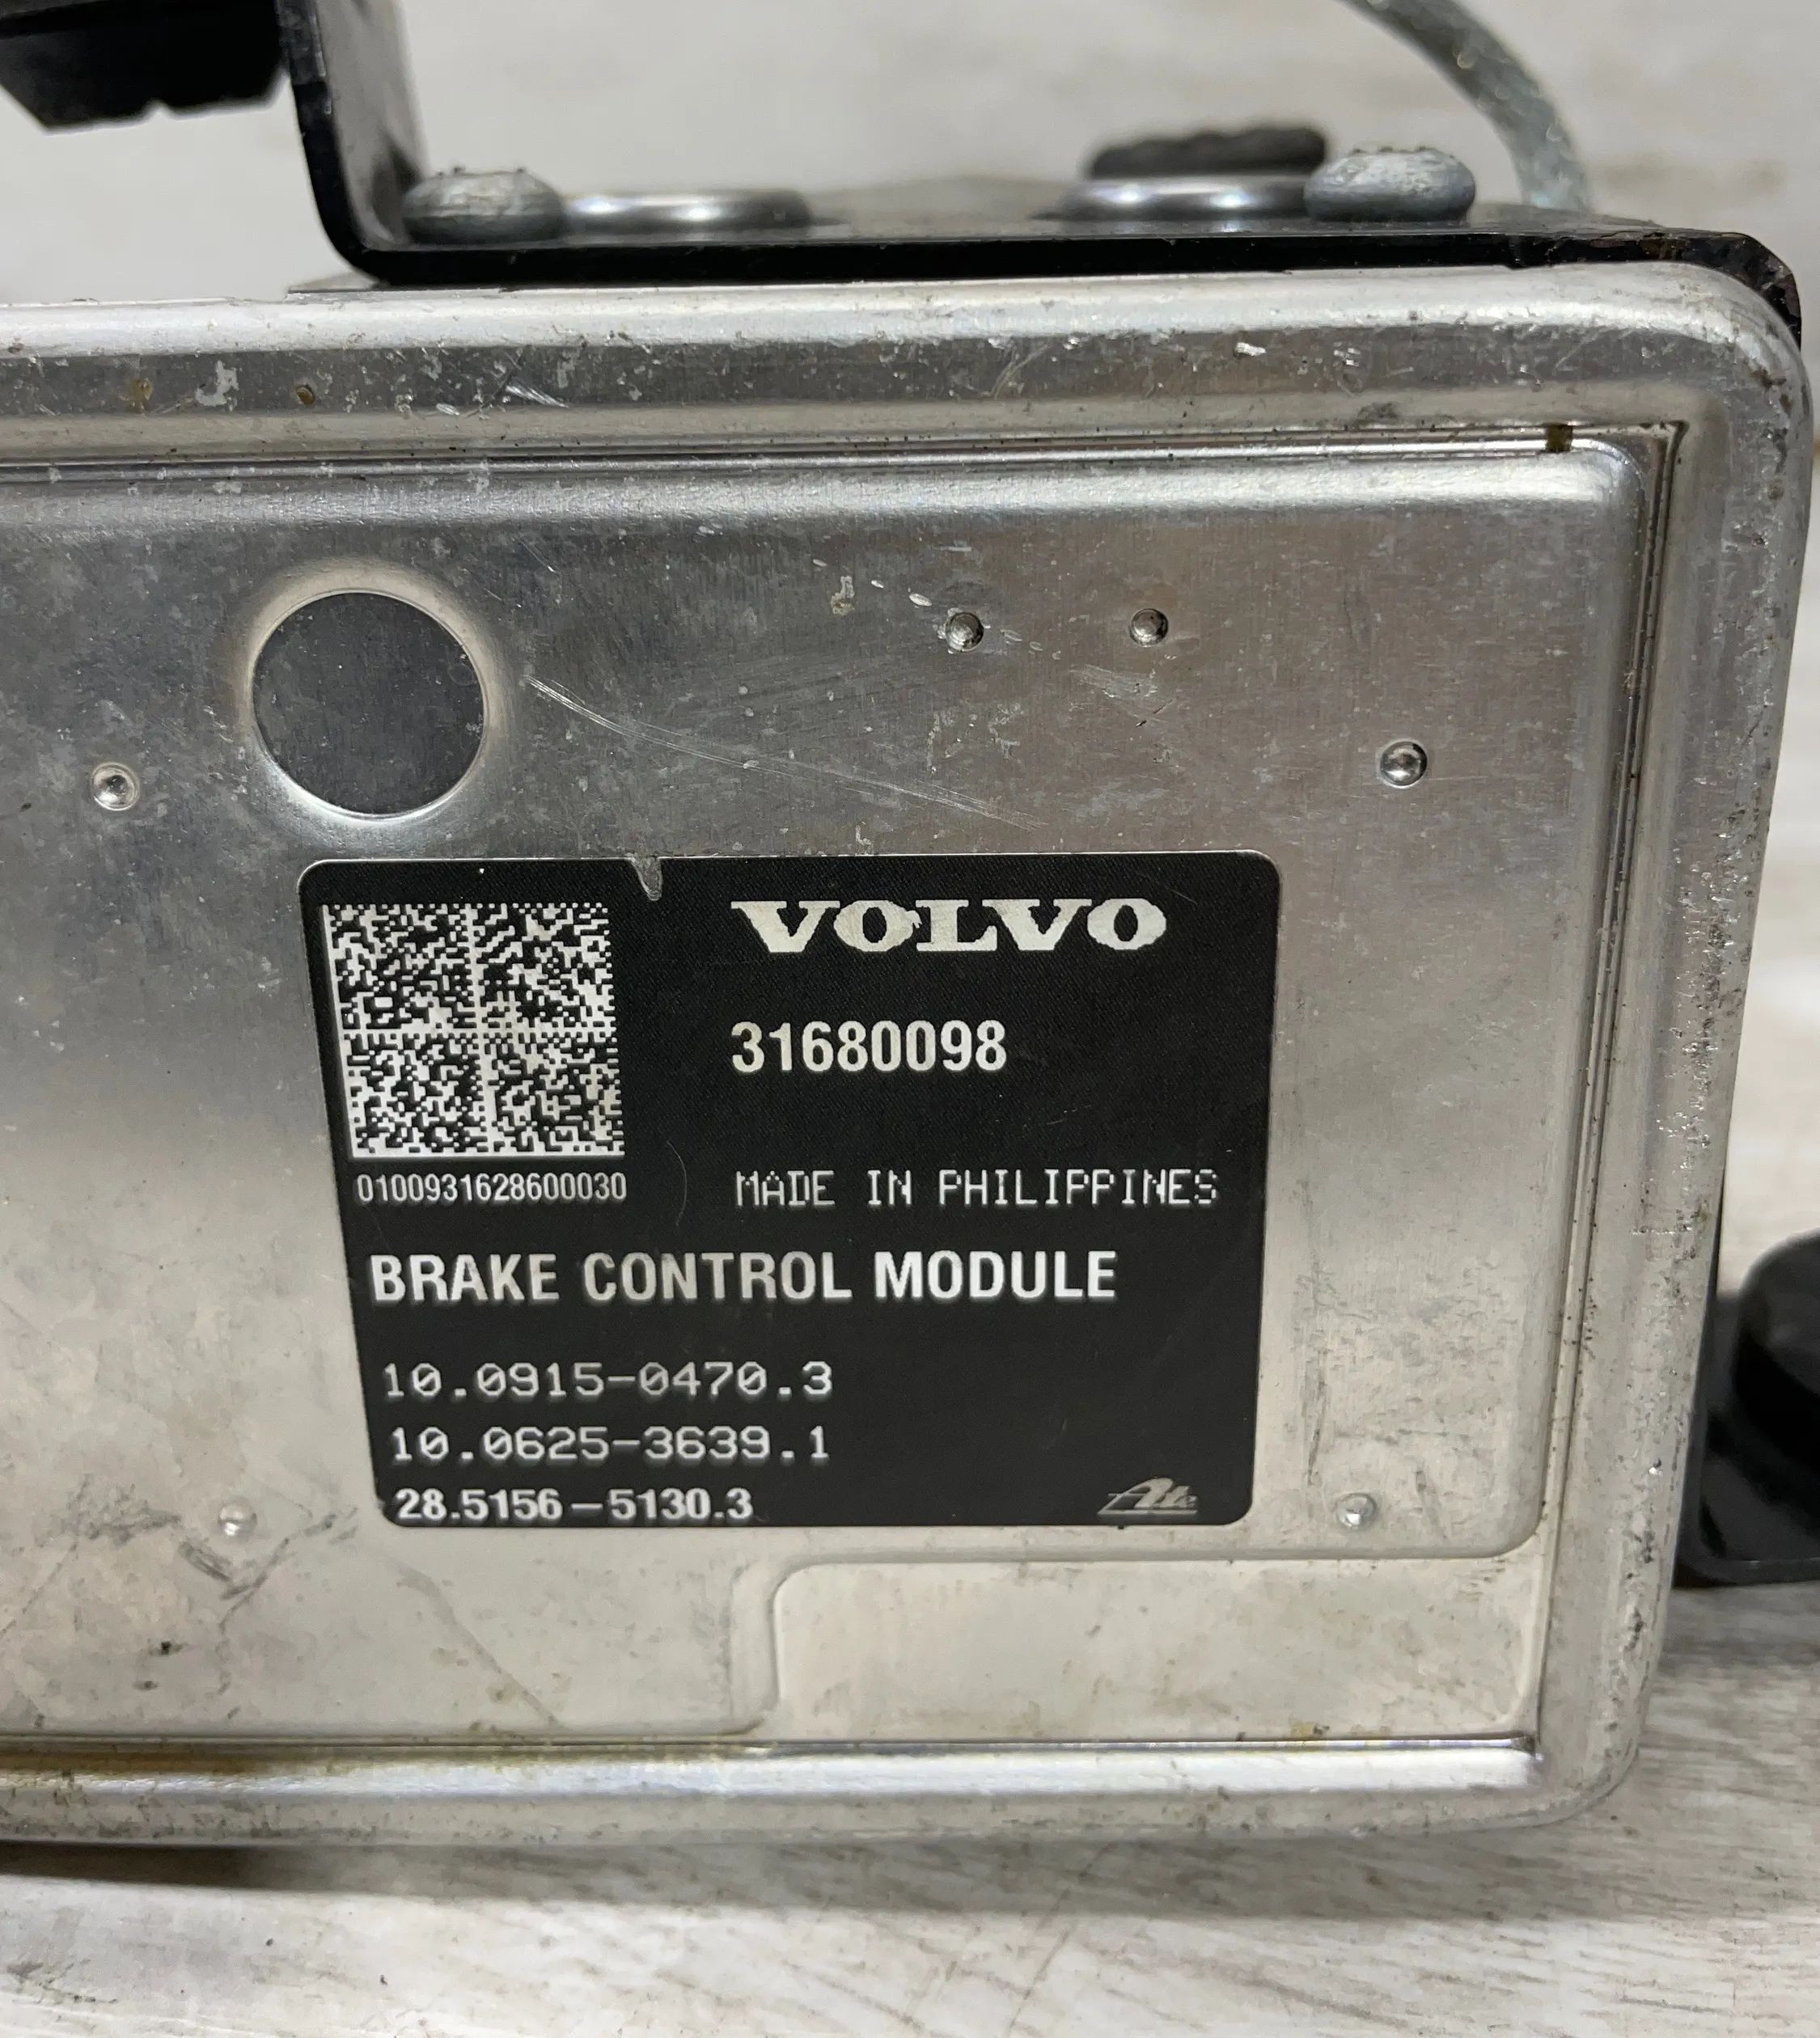 VOLVO
31680098
0100931628600030
MADE IN PHILIPPINES
BRAKE CONTROL MODULE
10.0915-0470.3
10.0625-3639.1
28.5156-5130.3
Ate